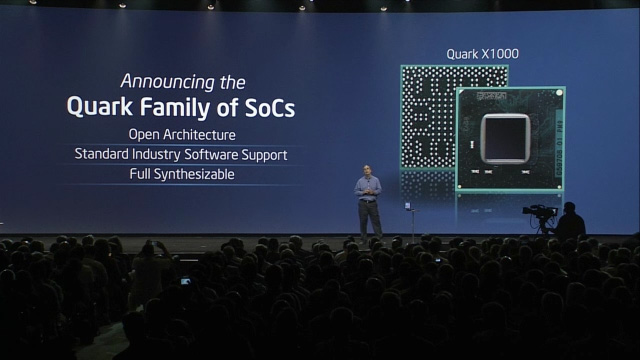 Announcing the
Quark Family of SoCs
Open Architecture
Standard Industry Software Support
Full Synthesizable
Quark X1000